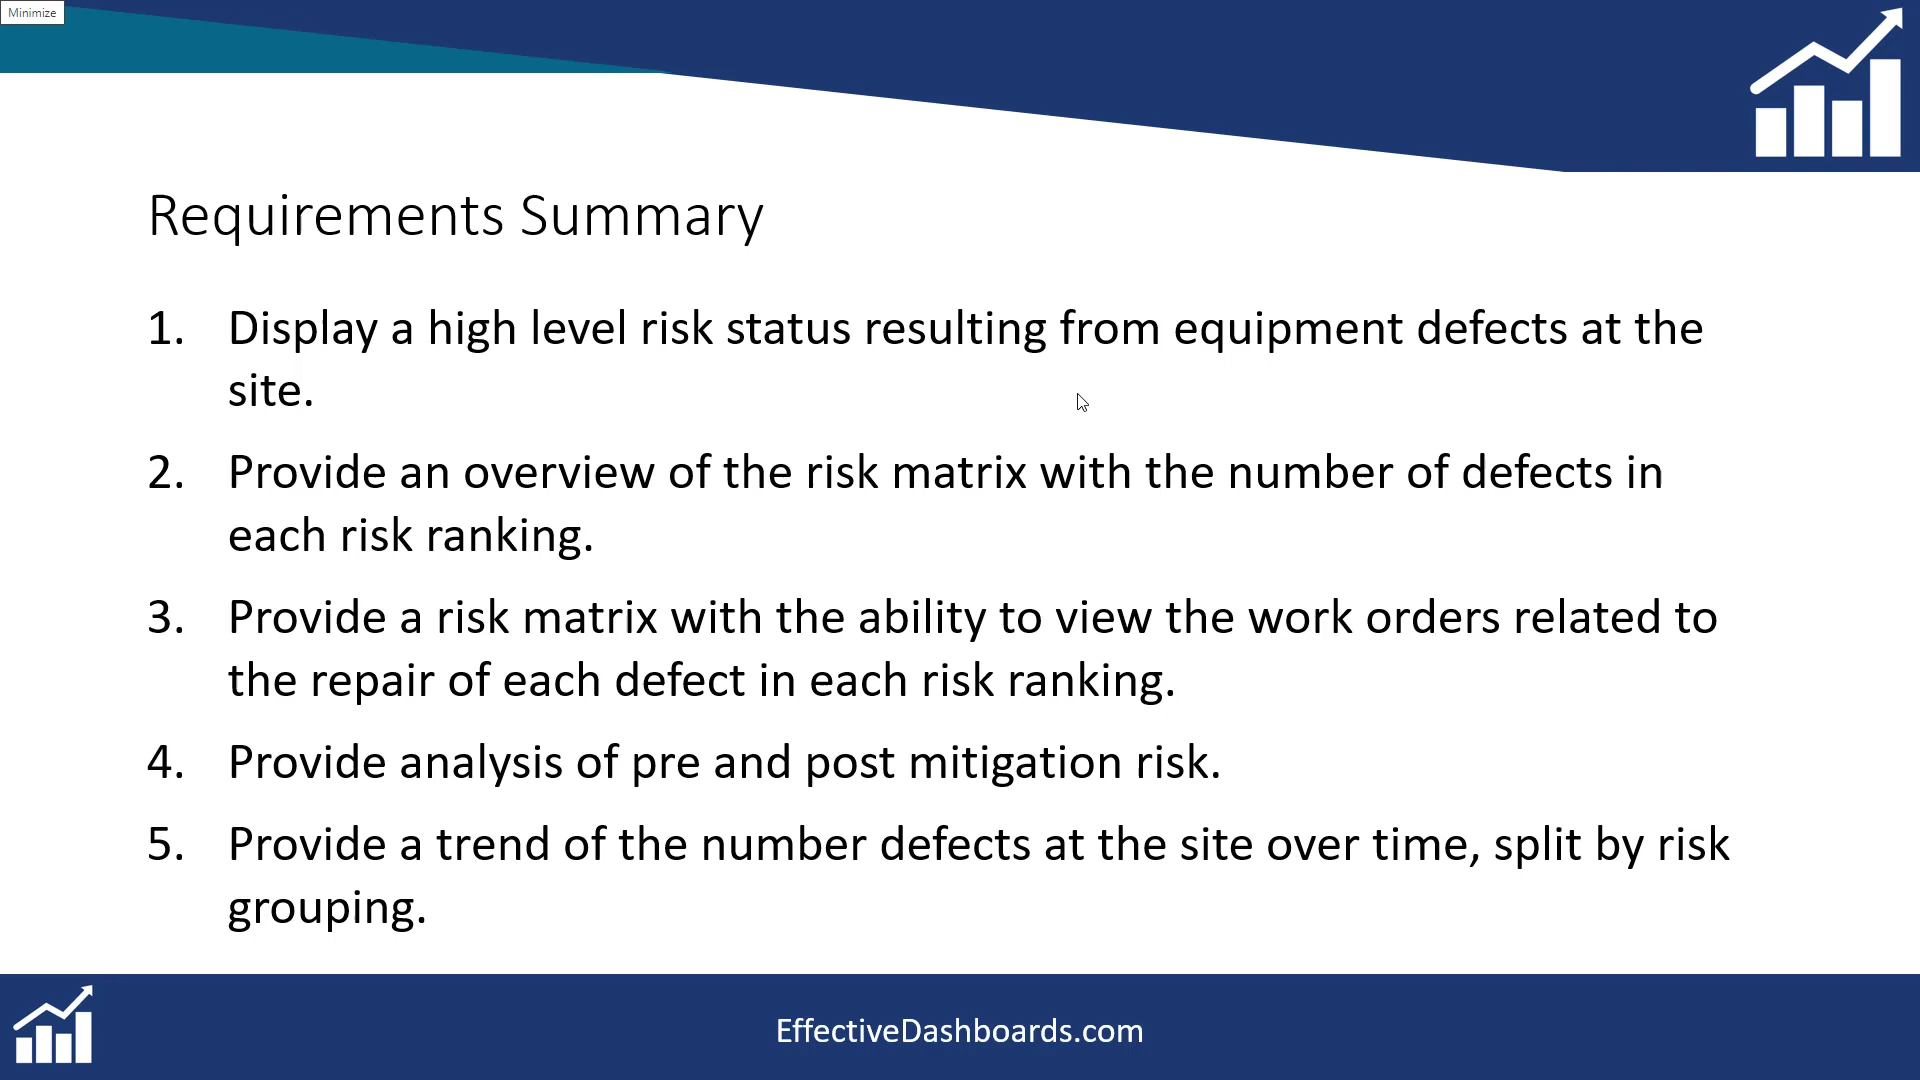 Minimize
Requirements Summary
1. Display a high level risk status resulting from equipment defects at the
site.
2. Provide an overview of the risk matrix with the number of defects in
each risk ranking.
3. Provide a risk matrix with the ability to view the work orders related to
the repair of each defect in each risk ranking.
4. Provide analysis of pre and post mitigation risk.
5. Provide a trend of the number defects at the site over time, split by risk
grouping.
EffectiveDashboards.com